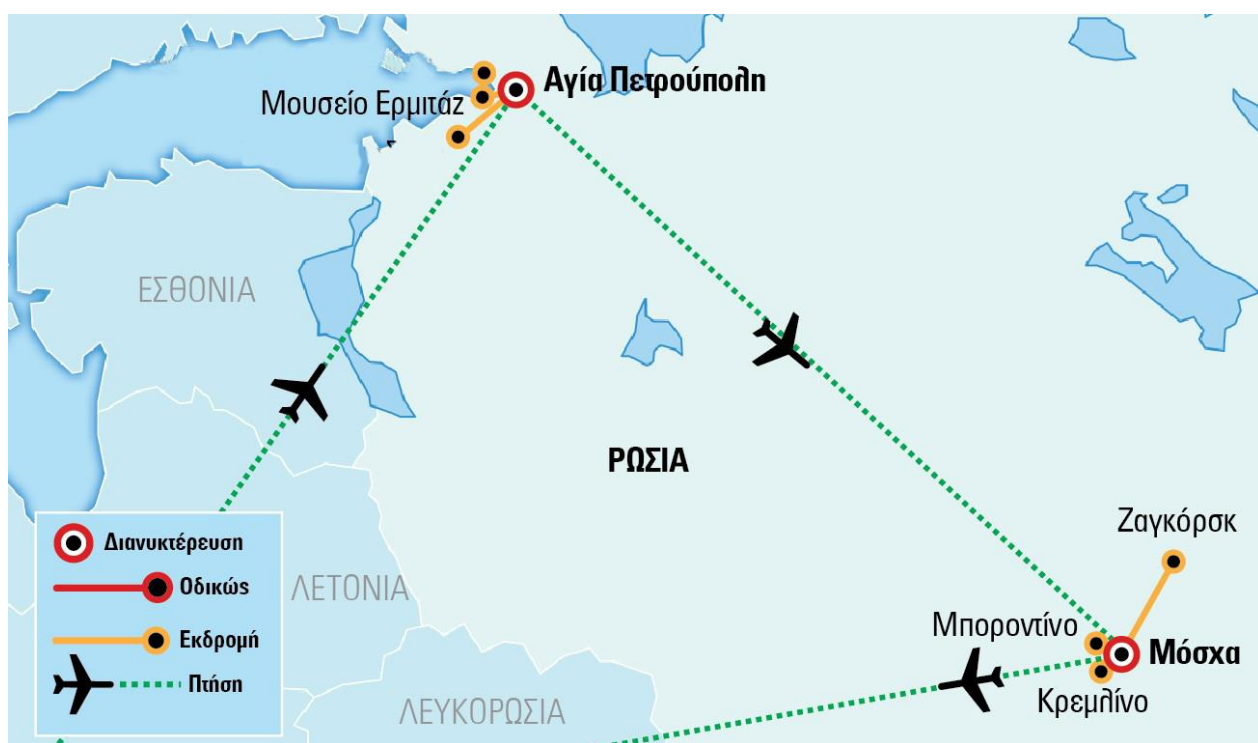 Αγία Πετρούπολη
Μουσείο Ερμιτάζ
ΕΣΘΟΝΙΑ
ΡΩΣΙΑ
Ζαγκόρσκ
Διανυκτέρευση
Οδικώς
ΛΕΤΟΝΙΑ
Μποροντίνο
Εκδρομή
Μόσχα
Πτήση
Κρεμλίνο
ΛΕΥΚΟΡΩΣΙΑ